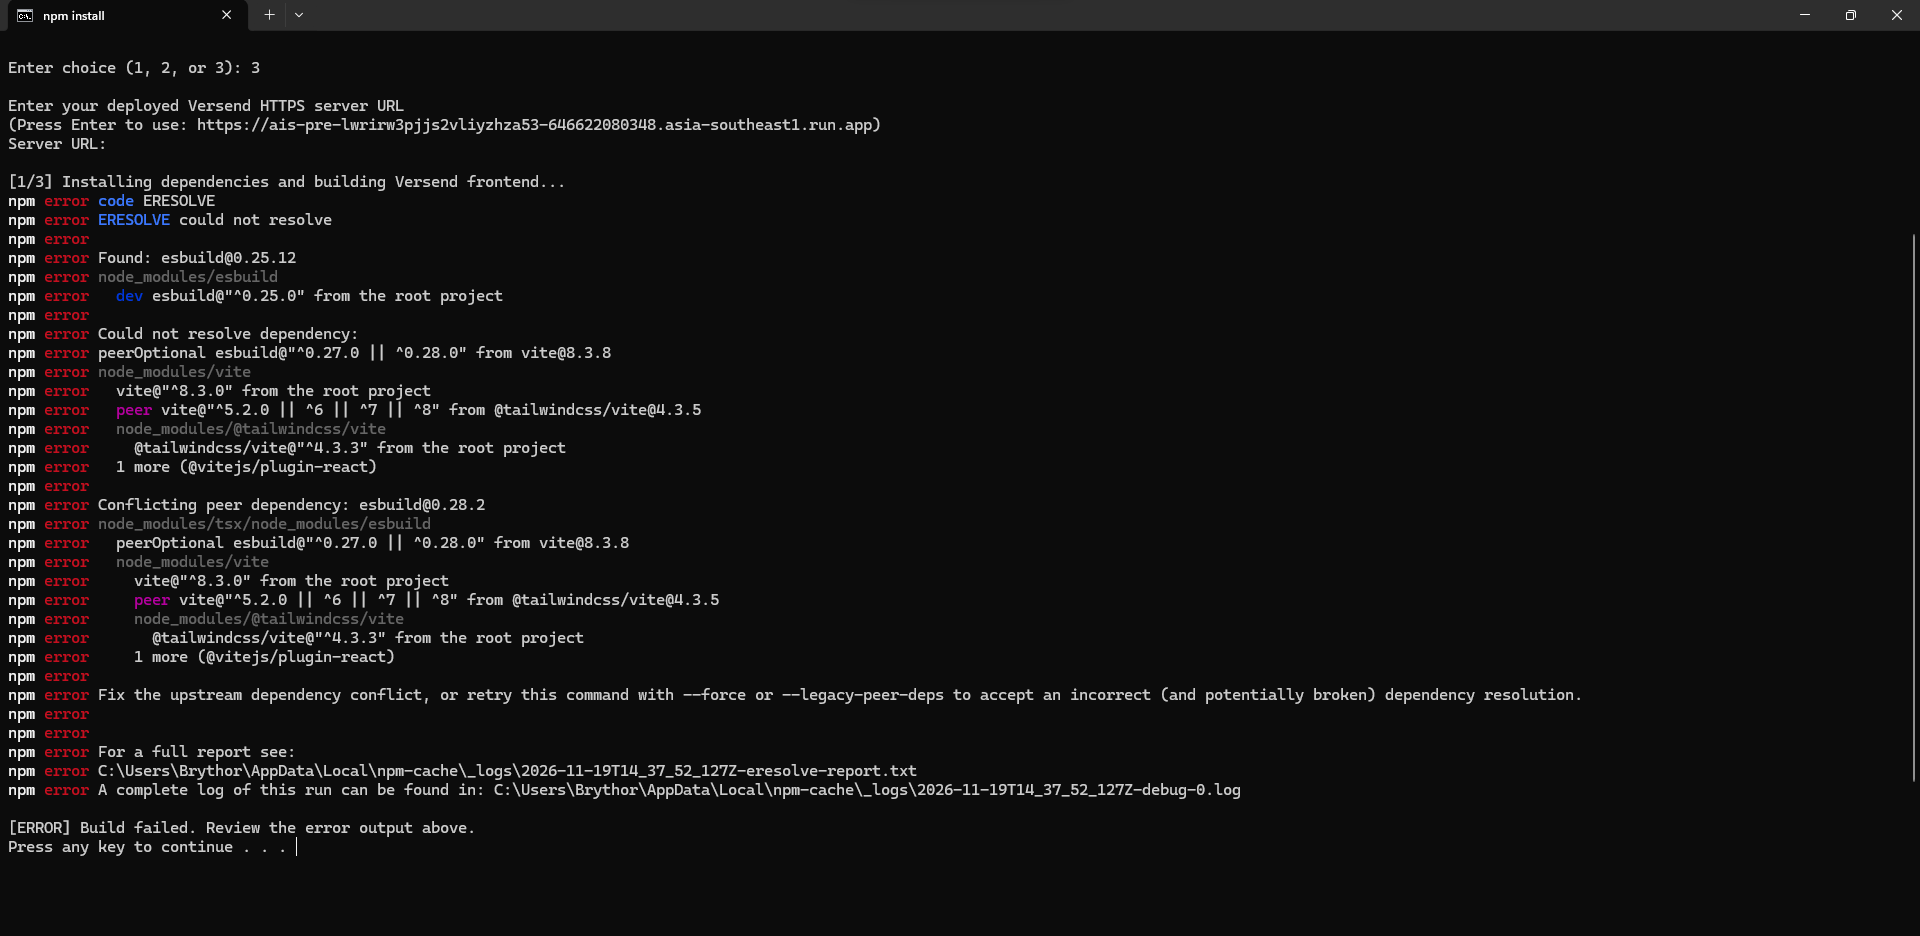 npm install
Enter choice (1, 2, or 3): 3
Enter your deployed Versend HTTPS server URL
(Press Enter to use: https://ais-pre-lwrirw3pjjs2vliyzhza53-646622080348.asia-southeast1.run.app)
Server URL:
[1/3] Installing dependencies and building Versend frontend...
npm error code ERESOLVE
npm error ERESOLVE could not resolve
npm error
npm error Found: esbuild@0.25.12
npm error node_modules/esbuild
npm error   dev esbuild@"^0.25.0" from the root project
npm error
npm error Could not resolve dependency:
npm error peerOptional esbuild@"^0.27.0 || ^0.28.0" from vite@8.3.8
npm error node_modules/vite
npm error   vite@"^8.3.0" from the root project
npm error   peer vite@"^5.2.0 || ^6 || ^7 || ^8" from @tailwindcss/vite@4.3.5
npm error   node_modules/@tailwindcss/vite
npm error     @tailwindcss/vite@"^4.3.3" from the root project
npm error   1 more (@vitejs/plugin-react)
npm error
npm error Conflicting peer dependency: esbuild@0.28.2
npm error node_modules/tsx/node_modules/esbuild
npm error   peerOptional esbuild@"^0.27.0 || ^0.28.0" from vite@8.3.8
npm error   node_modules/vite
npm error     vite@"^8.3.0" from the root project
npm error     peer vite@"^5.2.0 || ^6 || ^7 || ^8" from @tailwindcss/vite@4.3.5
npm error     node_modules/@tailwindcss/vite
npm error       @tailwindcss/vite@"^4.3.3" from the root project
npm error     1 more (@vitejs/plugin-react)
npm error
npm error Fix the upstream dependency conflict, or retry this command with --force or --legacy-peer-deps to accept an incorrect (and potentially broken) dependency resolution.
npm error
npm error
npm error For a full report see:
npm error C:\Users\Brythor\AppData\Local\npm-cache\_logs\2026-11-19T14_37_52_127Z-eresolve-report.txt
npm error A complete log of this run can be found in: C:\Users\Brythor\AppData\Local\npm-cache\_logs\2026-11-19T14_37_52_127Z-debug-0.log
[ERROR] Build failed. Review the error output above.
Press any key to continue . . .